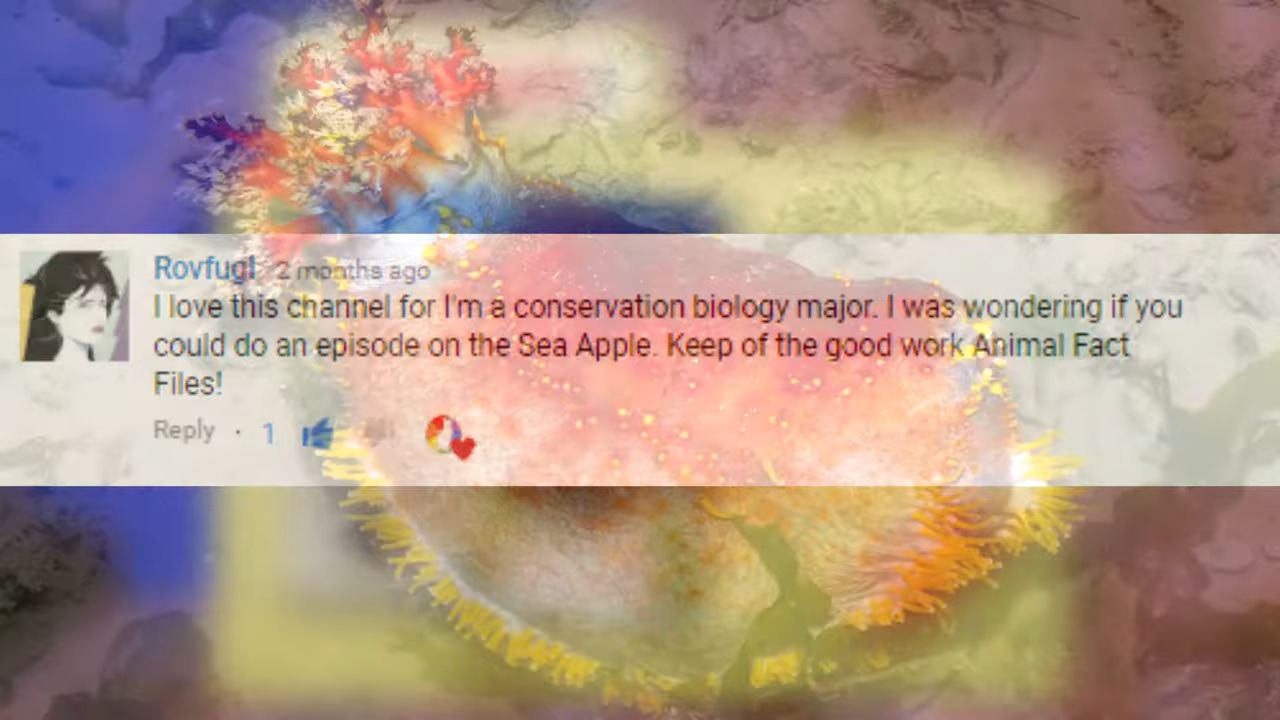 Rovfugl 2 months ago
I love this channel for I'm a conservation biology major. I was wondering if you
could do an episode on the Sea Apple. Keep of the good work Animal Fact
Files!
Reply · 1